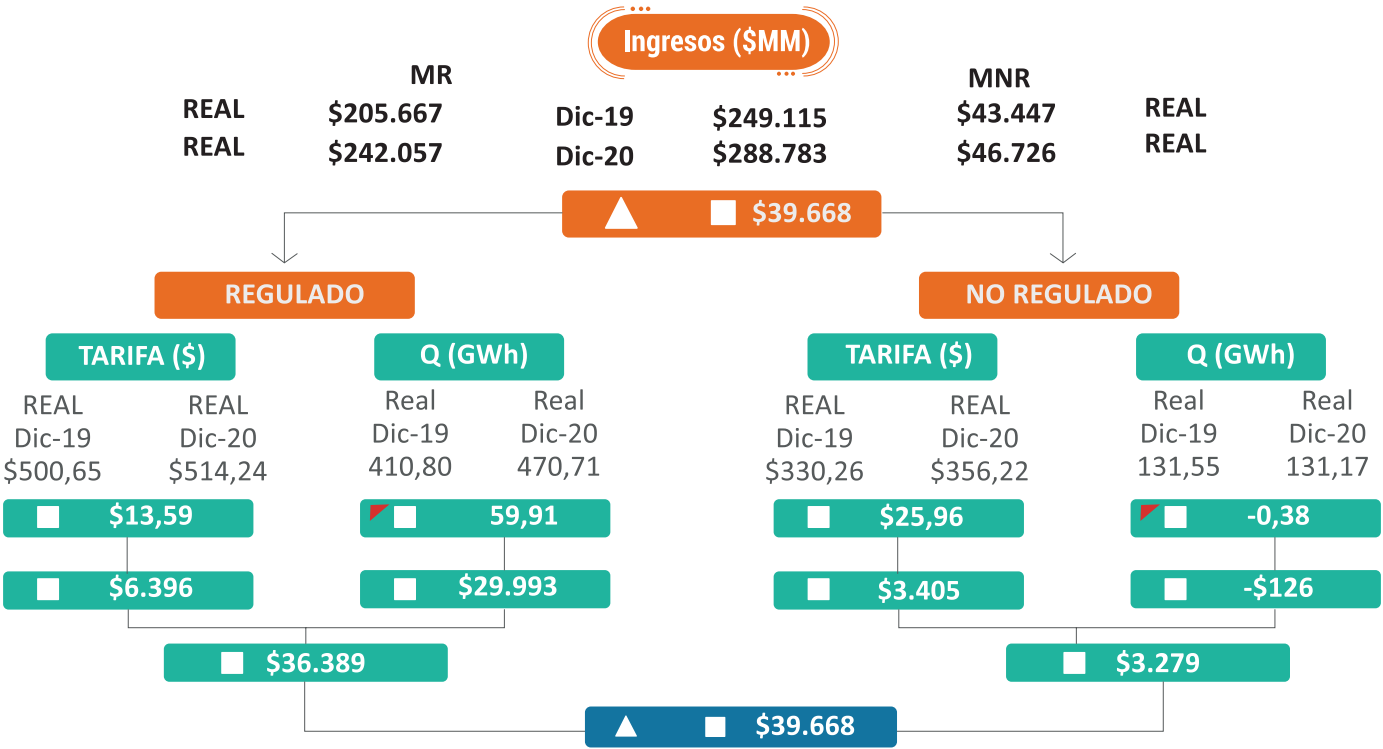 Ingresos ($MM)
MR MNR
REAL $205.667 Dic-19 $249.115 $43.447 REAL
REAL $242.057 Dic-20 $288.783 $46.726 REAL
$39.668
REGULADO NO REGULADO
TARIFA ($) Q (GWh) TARIFA ($) Q (GWh)
REAL REAL Real Real REAL REAL Real Real
Dic-19 Dic-20 Dic-19 Dic-20 Dic-19 Dic-20 Dic-19 Dic-20
$500,65 $514,24 410,80 470,71 $330,26 $356,22 131,55 131,17
$13,59 59,91 $25,96 -0,38
$6.396 $29.993 $3.405 -$126
$36.389 $3.279
$39.668